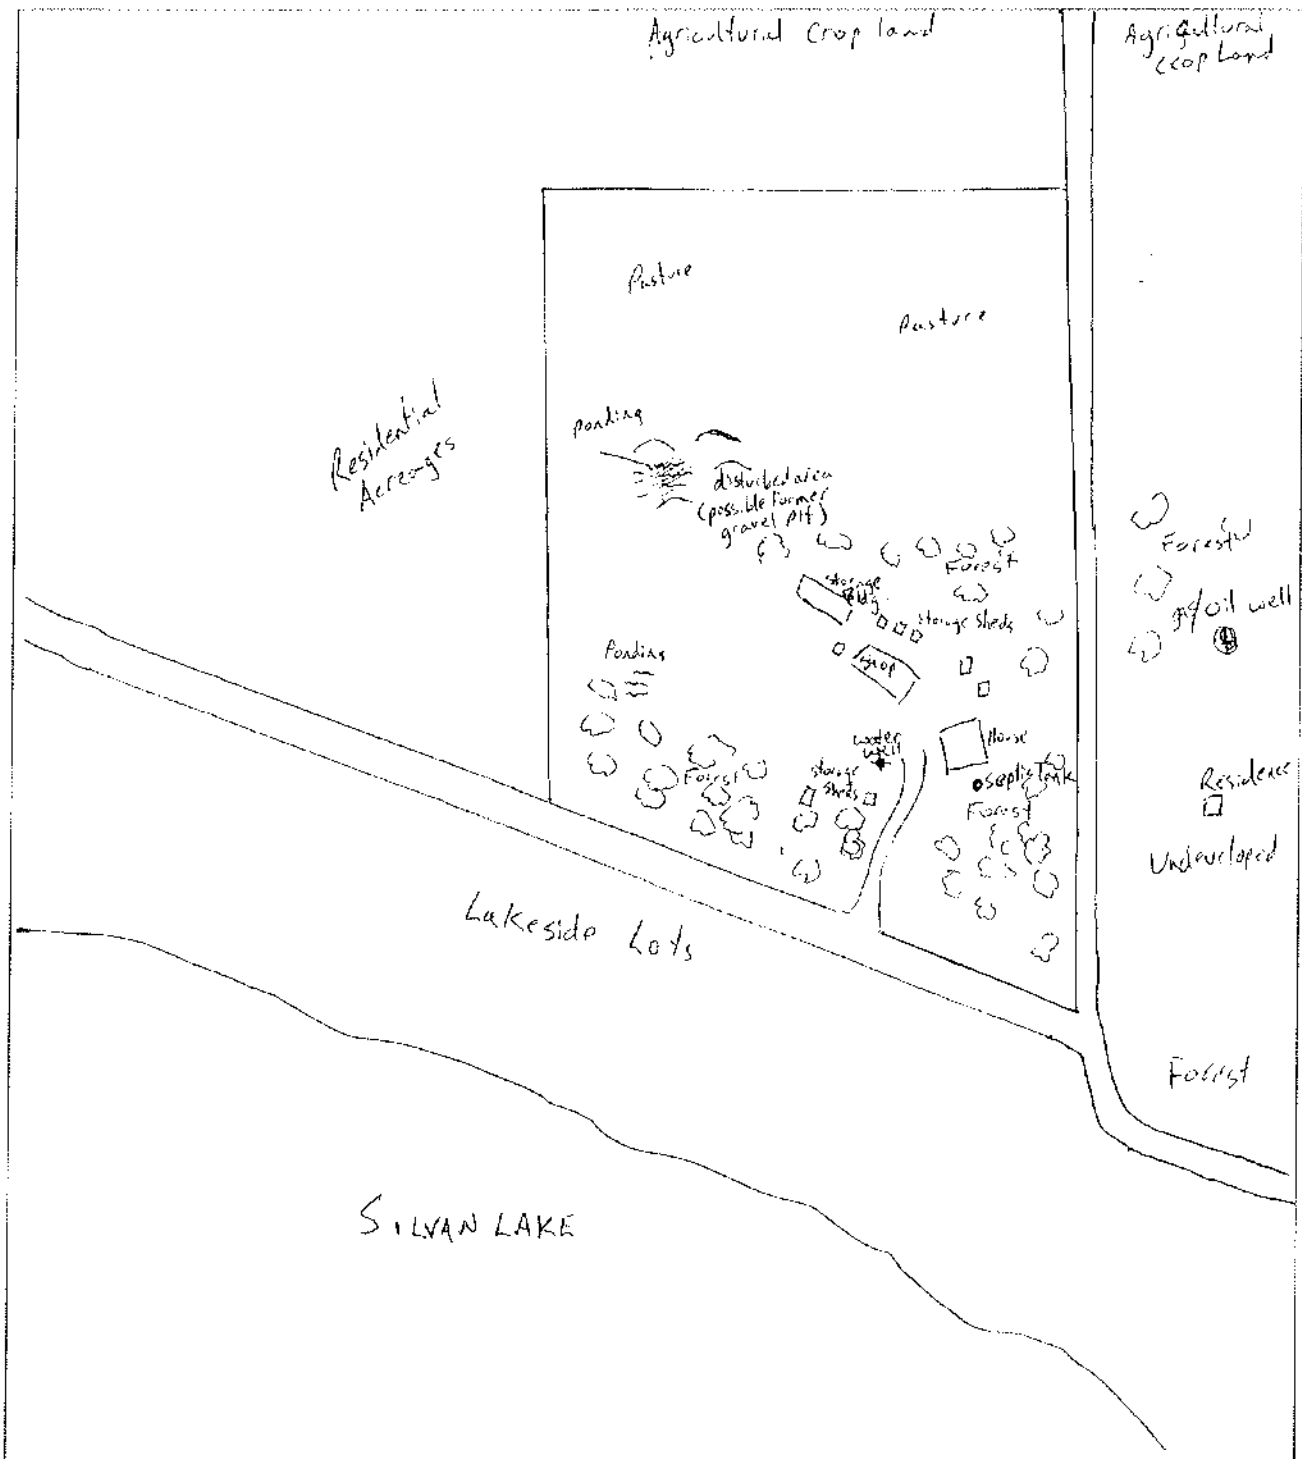 Agricultural Crop land
Agricultural
Crop Land
Pasture
Pasture
Residential
Acreages
Ponding
disturbed area
(possible former
gravel pit)
Forest
Forest
storage
Bldg.
storage sheds
oil well
shop
Ponding
water
well
House
storage
sheds
Forest
septic Tank
Residence
Forest
Undeveloped
Lakeside Lots
Forest
SILVAN LAKE